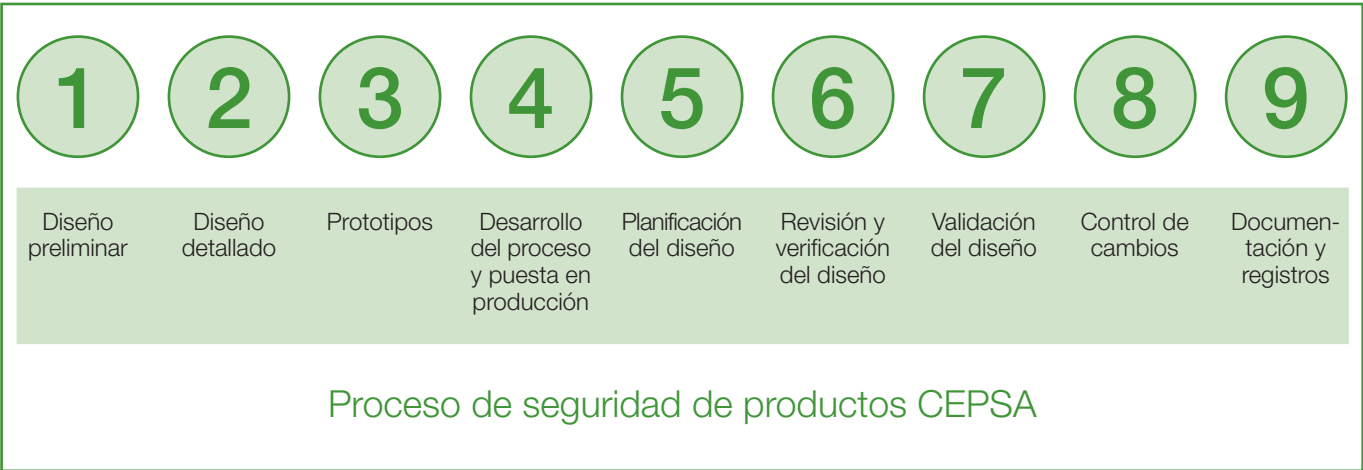 1
2
3
4
5
6
7
8
9
Diseño
preliminar
Diseño
detallado
Prototipos
Desarrollo
del proceso
y puesta en
producción
Planificación
del diseño
Revisión y
verificación
del diseño
Validación
del diseño
Control de
cambios
Documen-
tación y
registros
Proceso de seguridad de productos CEPSA